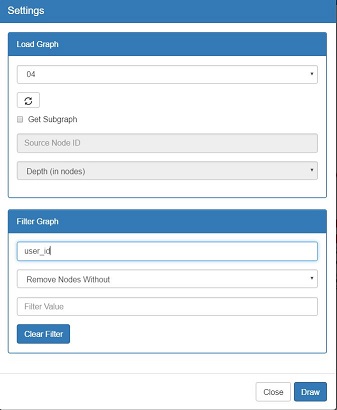 Settings
Load Graph
04
Get Subgraph
Source Node ID
Depth (in nodes)
Filter Graph
user_id
Remove Nodes Without
Filter Value
Clear Filter
Close Draw